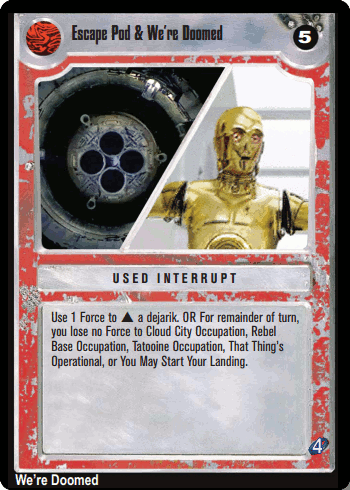 Escape Pod & We're Doomed
5
USED INTERRUPT
Use 1 Force to ▲ a dejarik. OR For remainder of turn,
you lose no Force to Cloud City Occupation, Rebel
Base Occupation, Tatooine Occupation, That Thing's
Operational, or You May Start Your Landing.
4
We're Doomed